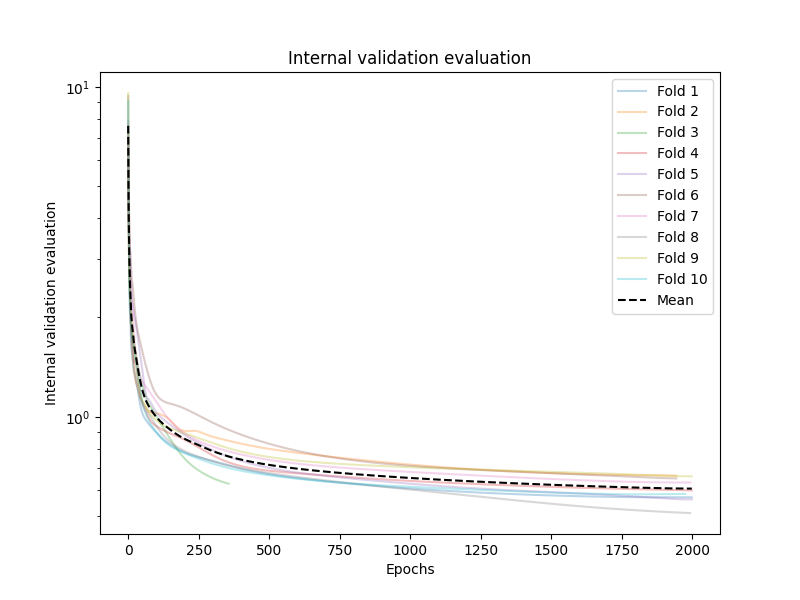 Internal validation evaluation
Internal validation evaluation
10¹
10⁰
0 250 500 750 1000 1250 1500 1750 2000
Epochs
Fold 1
Fold 2
Fold 3
Fold 4
Fold 5
Fold 6
Fold 7
Fold 8
Fold 9
Fold 10
Mean